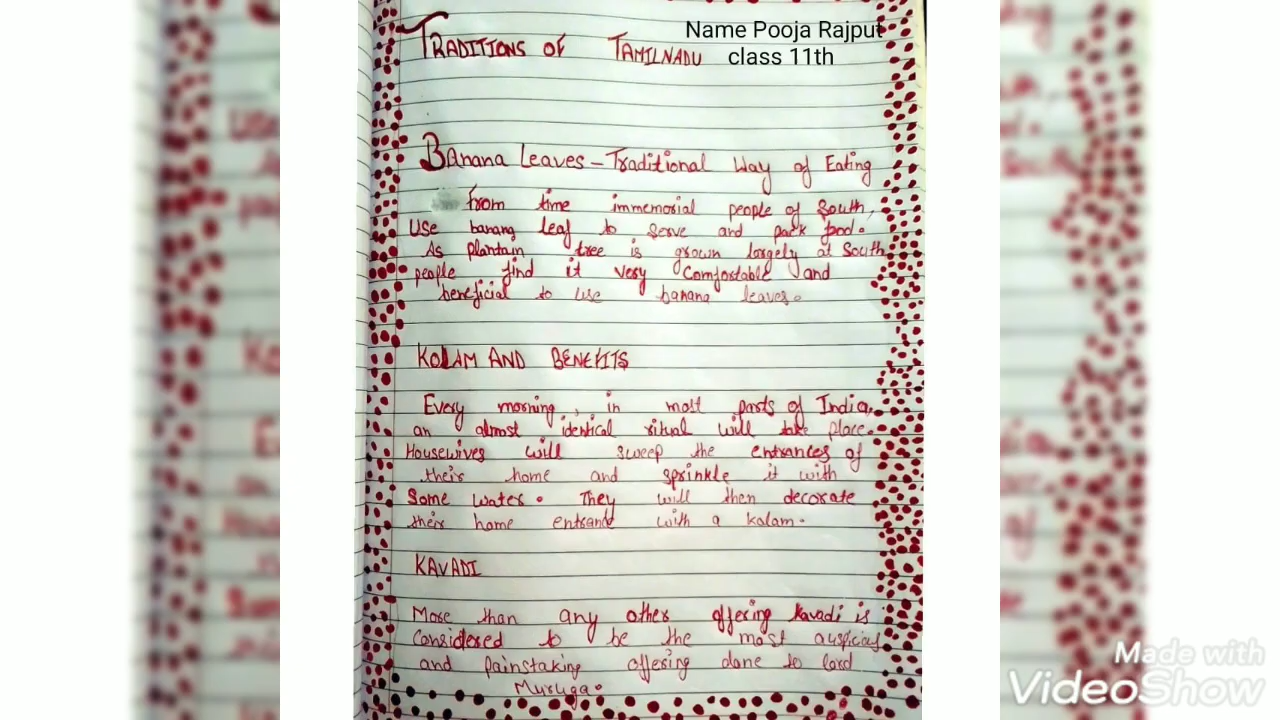 Name Pooja Rajput
class 11th
TRADITIONS OF TAMILNADU
Banana Leaves - Traditional Way of Eating
From time immemorial people of South,
Use banang leaf to serve and pack food.
As plantain tree is grown largely at South
people find it very Comfortable and
beneficial to use banana leaves.
KOLAM AND BENEFITS
Every morning, in most parts of India,
an almost identical ritual will take place.
Housewives will sweep the entrances of
their home and sprinkle it with
Some water. They will then decorate
their home entrance with a kalam.
KAVADI
More than any other offering kavadi is
Considered to be the most auspicious
and painstaking offering done to lord
Muruga.
Made with
VideoShow